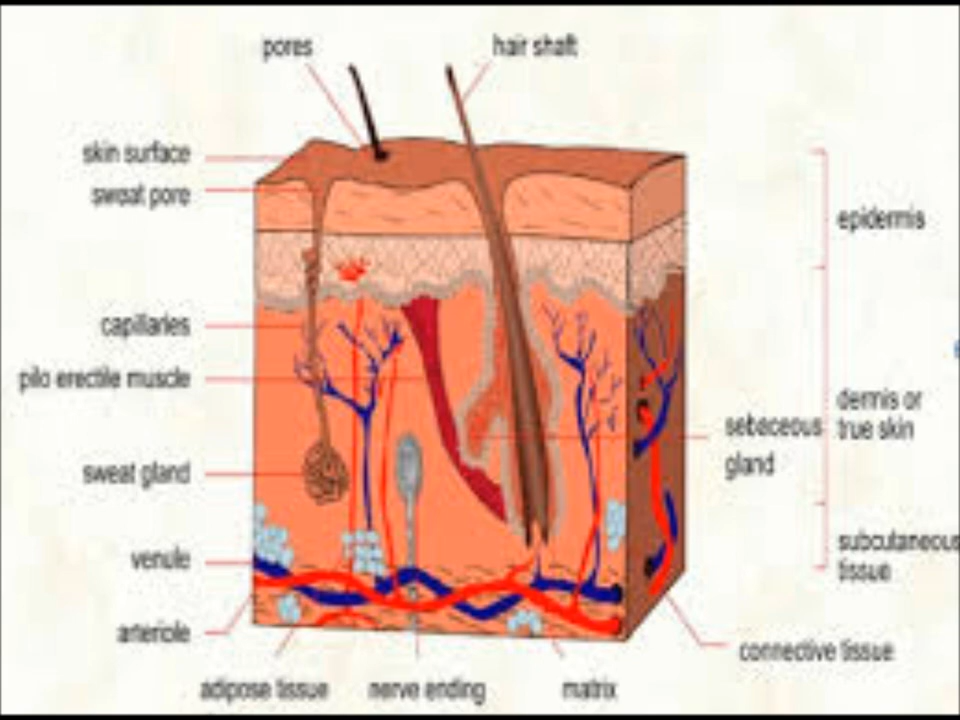 pores
hair shaft
skin surface
sweat pore
epidermis
capillaries
pilo erectile muscle
dermis or
true skin
sebaceous
gland
sweat gland
venule
subcutaneous
tissue
arteriole
connective tissue
adipose tissue
nerve ending
matrix